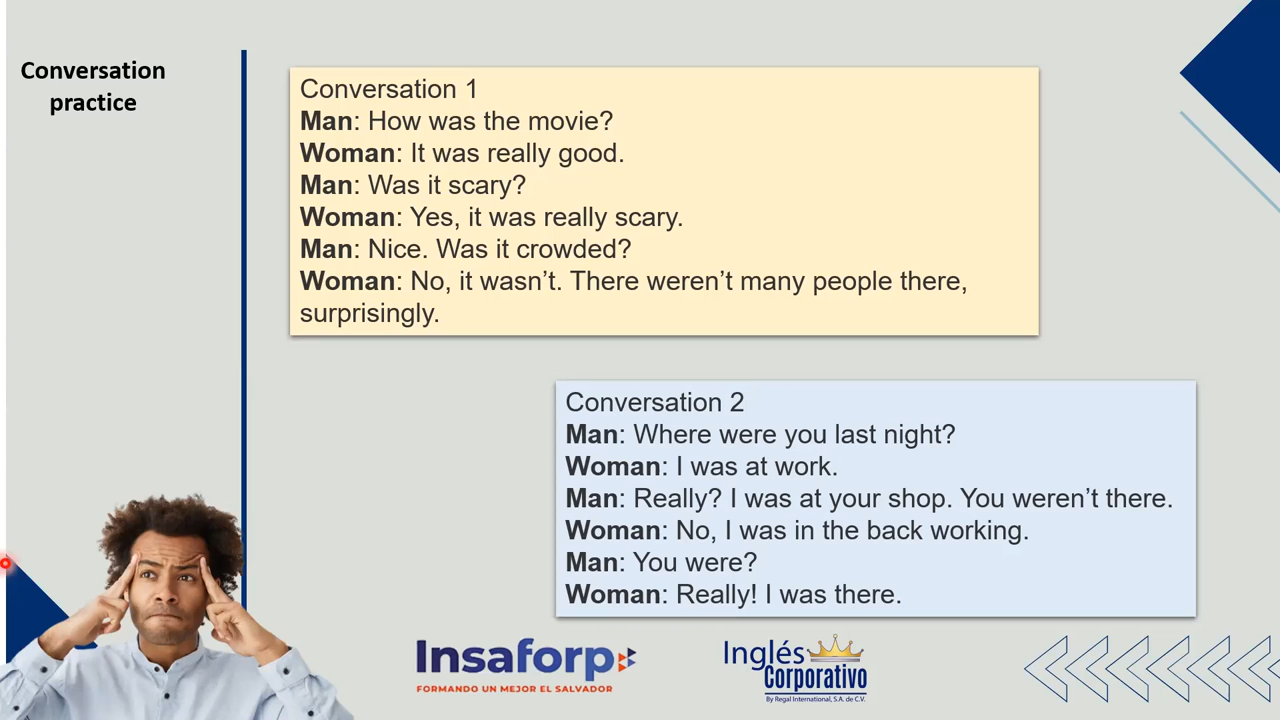 Conversation
practice
Conversation 1
Man: How was the movie?
Woman: It was really good.
Man: Was it scary?
Woman: Yes, it was really scary.
Man: Nice. Was it crowded?
Woman: No, it wasn’t. There weren’t many people there,
surprisingly.
Conversation 2
Man: Where were you last night?
Woman: I was at work.
Man: Really? I was at your shop. You weren’t there.
Woman: No, I was in the back working.
Man: You were?
Woman: Really! I was there.
Insaforp
FORMANDO UN MEJOR EL SALVADOR
Inglés
Corporativo
By Regal International, S.A. de C.V.